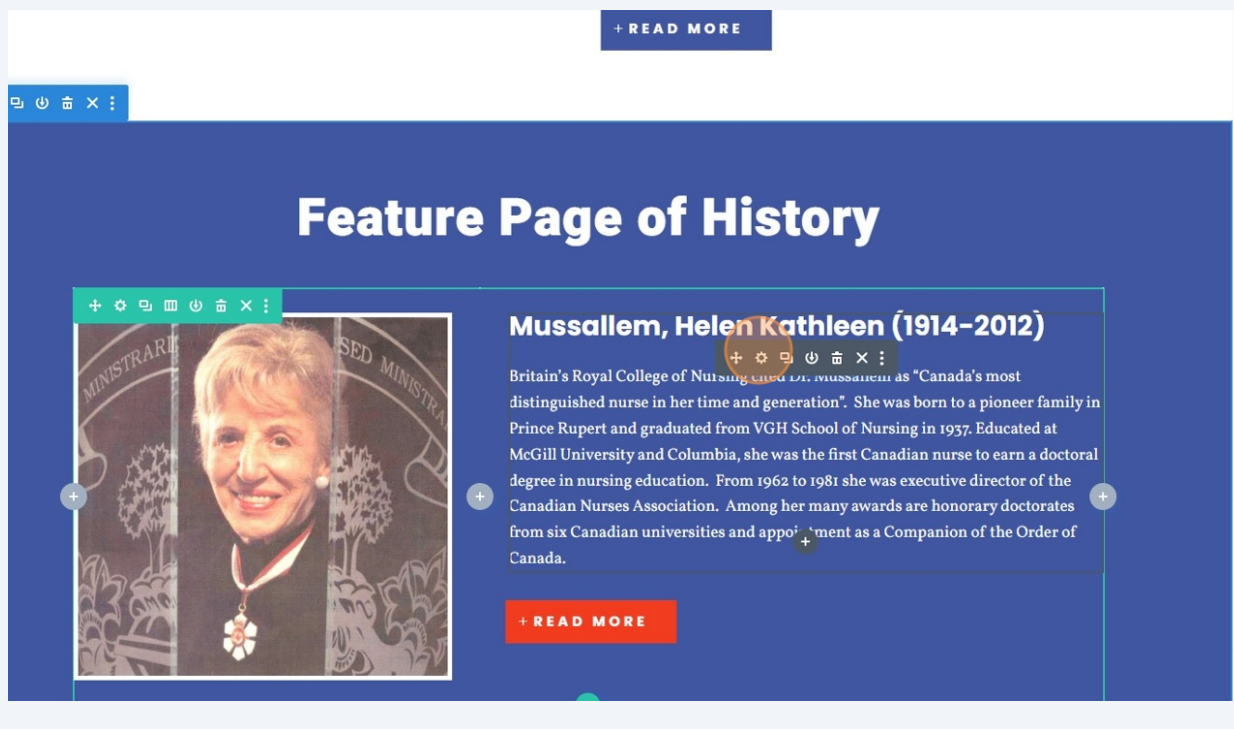 + READ MORE
Feature Page of History
MINISTRARE
SED MINISTRA
Mussallem, Helen Kathleen (1914-2012)
Britain's Royal College of Nursing cited Dr. Mussallem as “Canada's most
distinguished nurse in her time and generation”. She was born to a pioneer family in
Prince Rupert and graduated from VGH School of Nursing in 1937. Educated at
McGill University and Columbia, she was the first Canadian nurse to earn a doctoral
degree in nursing education. From 1962 to 1981 she was executive director of the
Canadian Nurses Association. Among her many awards are honorary doctorates
from six Canadian universities and appointment as a Companion of the Order of
Canada.
+ READ MORE